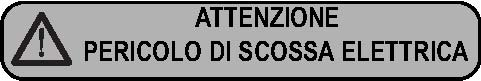 ATTENZIONE
PERICOLO DI SCOSSA ELETTRICA